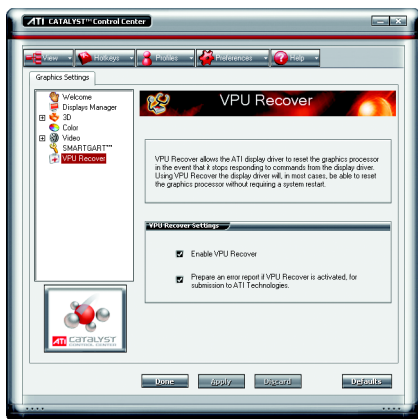 ATI CATALYST™ Control Center
View
Hotkeys
Profiles
Preferences
Help
Graphics Settings
Welcome
Displays Manager
3D
Color
Video
SMARTGART™
VPU Recover
VPU Recover
VPU Recover allows the ATI display driver to reset the graphics processor
in the event that it stops responding to commands from the display driver.
Using VPU Recover the display driver will, in most cases, be able to reset
the graphics processor without requiring a system restart.
VPU Recover Settings
Enable VPU Recover
Prepare an error report if VPU Recover is activated, for
submission to ATI Technologies.
ATI CATALYST
CONTROL CENTER
Done
Apply
Discard
Defaults